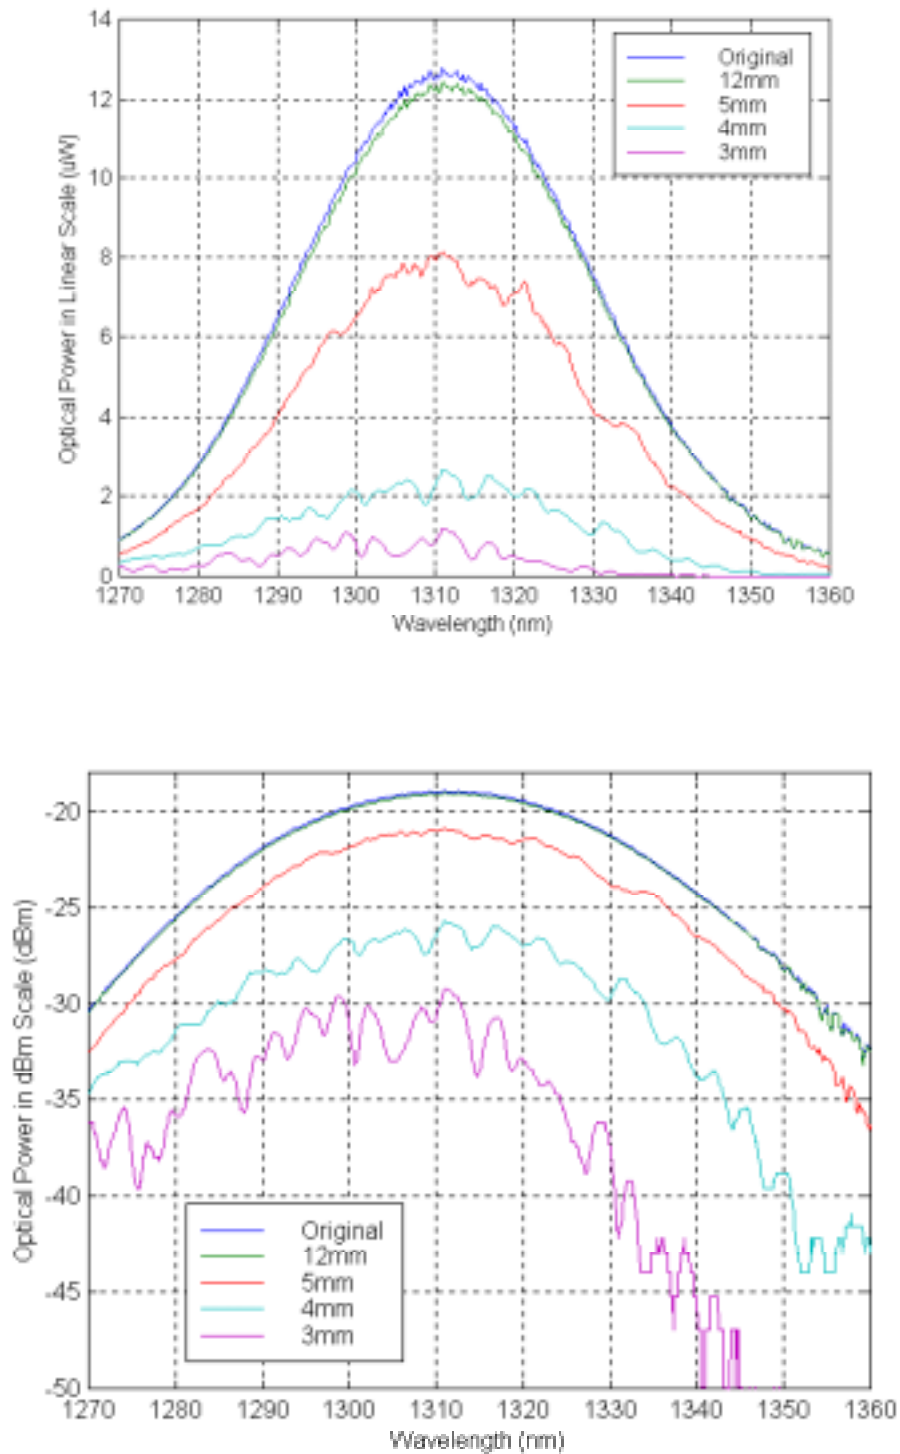 14
12
10
8
6
4
2
0
Optical Power in Linear Scale (uW)
Original
12mm
5mm
4mm
3mm
1270 1280 1290 1300 1310 1320 1330 1340 1350 1360
Wavelength (nm)
-20
-25
-30
-35
-40
-45
-50
Optical Power in dBm Scale (dBm)
Original
12mm
5mm
4mm
3mm
1270 1280 1290 1300 1310 1320 1330 1340 1350 1360
Wavelength (nm)